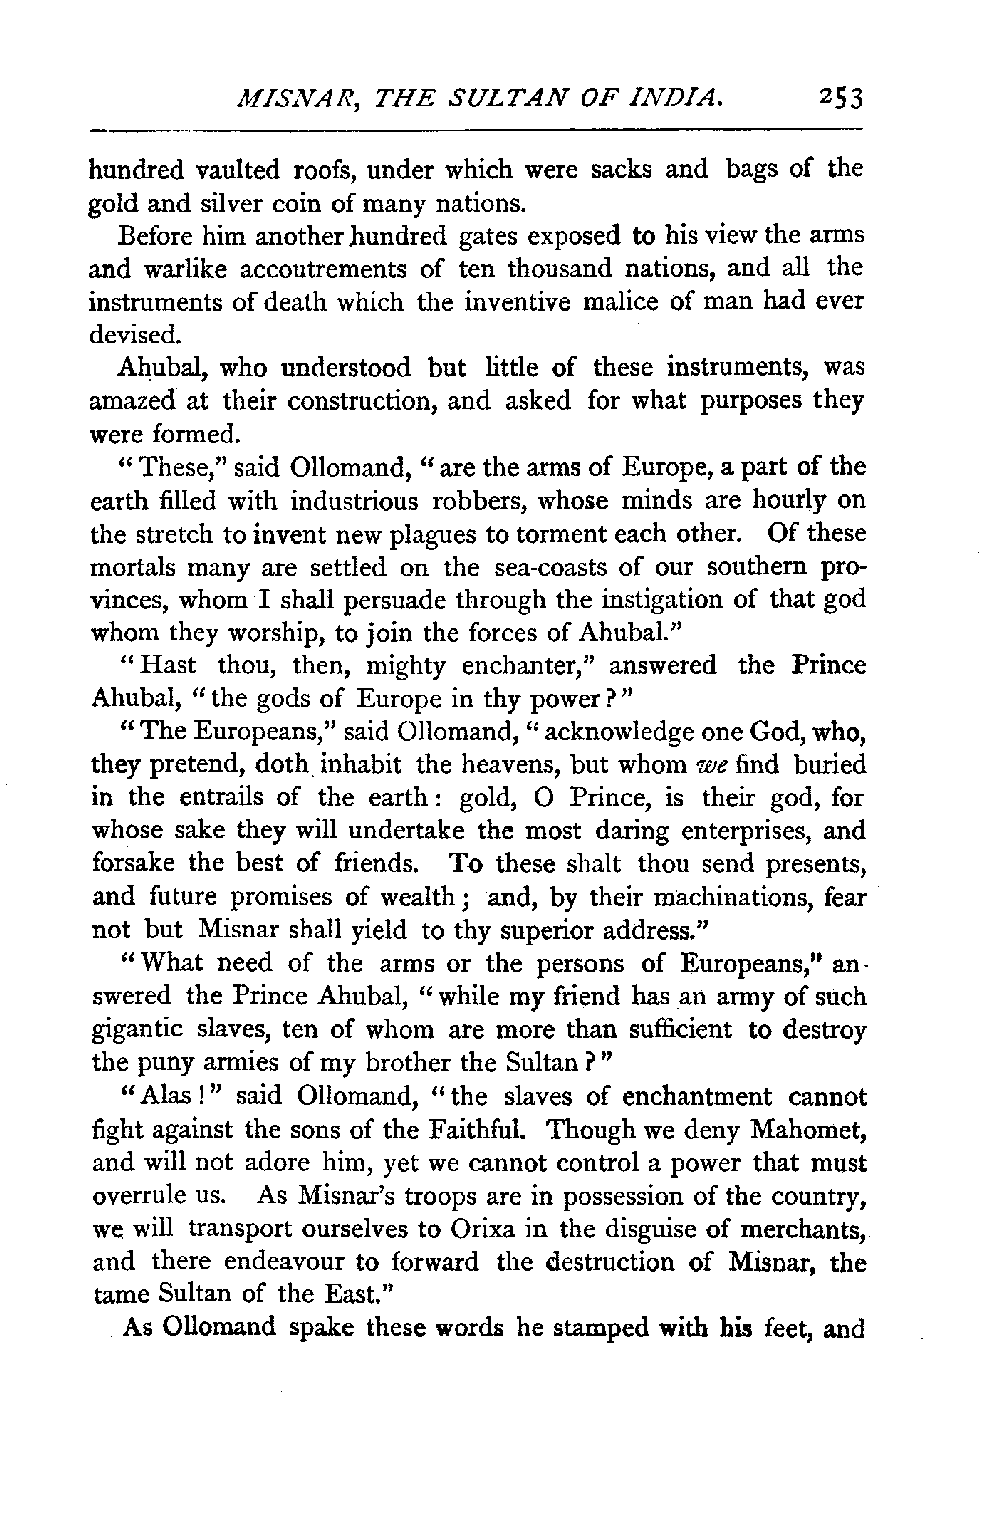 MISNAR, THE SULTAN OF INDIA. 253
hundred vaulted roofs, under which were sacks and bags of the
gold and silver coin of many nations.
Before him another hundred gates exposed to his view the arms
and warlike accoutrements of ten thousand nations, and all the
instruments of death which the inventive malice of man had ever
devised.
Ahubal, who understood but little of these instruments, was
amazed at their construction, and asked for what purposes they
were formed.
“These,” said Ollomand, “are the arms of Europe, a part of the
earth filled with industrious robbers, whose minds are hourly on
the stretch to invent new plagues to torment each other. Of these
mortals many are settled on the sea-coasts of our southern pro-
vinces, whom I shall persuade through the instigation of that god
whom they worship, to join the forces of Ahubal.”
“Hast thou, then, mighty enchanter,” answered the Prince
Ahubal, “the gods of Europe in thy power?”
“The Europeans,” said Ollomand, “acknowledge one God, who,
they pretend, doth inhabit the heavens, but whom we find buried
in the entrails of the earth: gold, O Prince, is their god, for
whose sake they will undertake the most daring enterprises, and
forsake the best of friends. To these shalt thou send presents,
and future promises of wealth; and, by their machinations, fear
not but Misnar shall yield to thy superior address.”
“What need of the arms or the persons of Europeans,” an-
swered the Prince Ahubal, “while my friend has an army of such
gigantic slaves, ten of whom are more than sufficient to destroy
the puny armies of my brother the Sultan?”
“Alas!” said Ollomand, “the slaves of enchantment cannot
fight against the sons of the Faithful. Though we deny Mahomet,
and will not adore him, yet we cannot control a power that must
overrule us. As Misnar’s troops are in possession of the country,
we will transport ourselves to Orixa in the disguise of merchants,
and there endeavour to forward the destruction of Misnar, the
tame Sultan of the East.”
As Ollomand spake these words he stamped with his feet, and